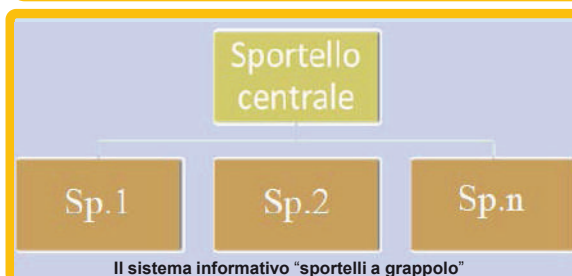 Sportello
centrale
Sp.1
Sp.2
Sp.n
Il sistema informativo “sportelli a grappolo”